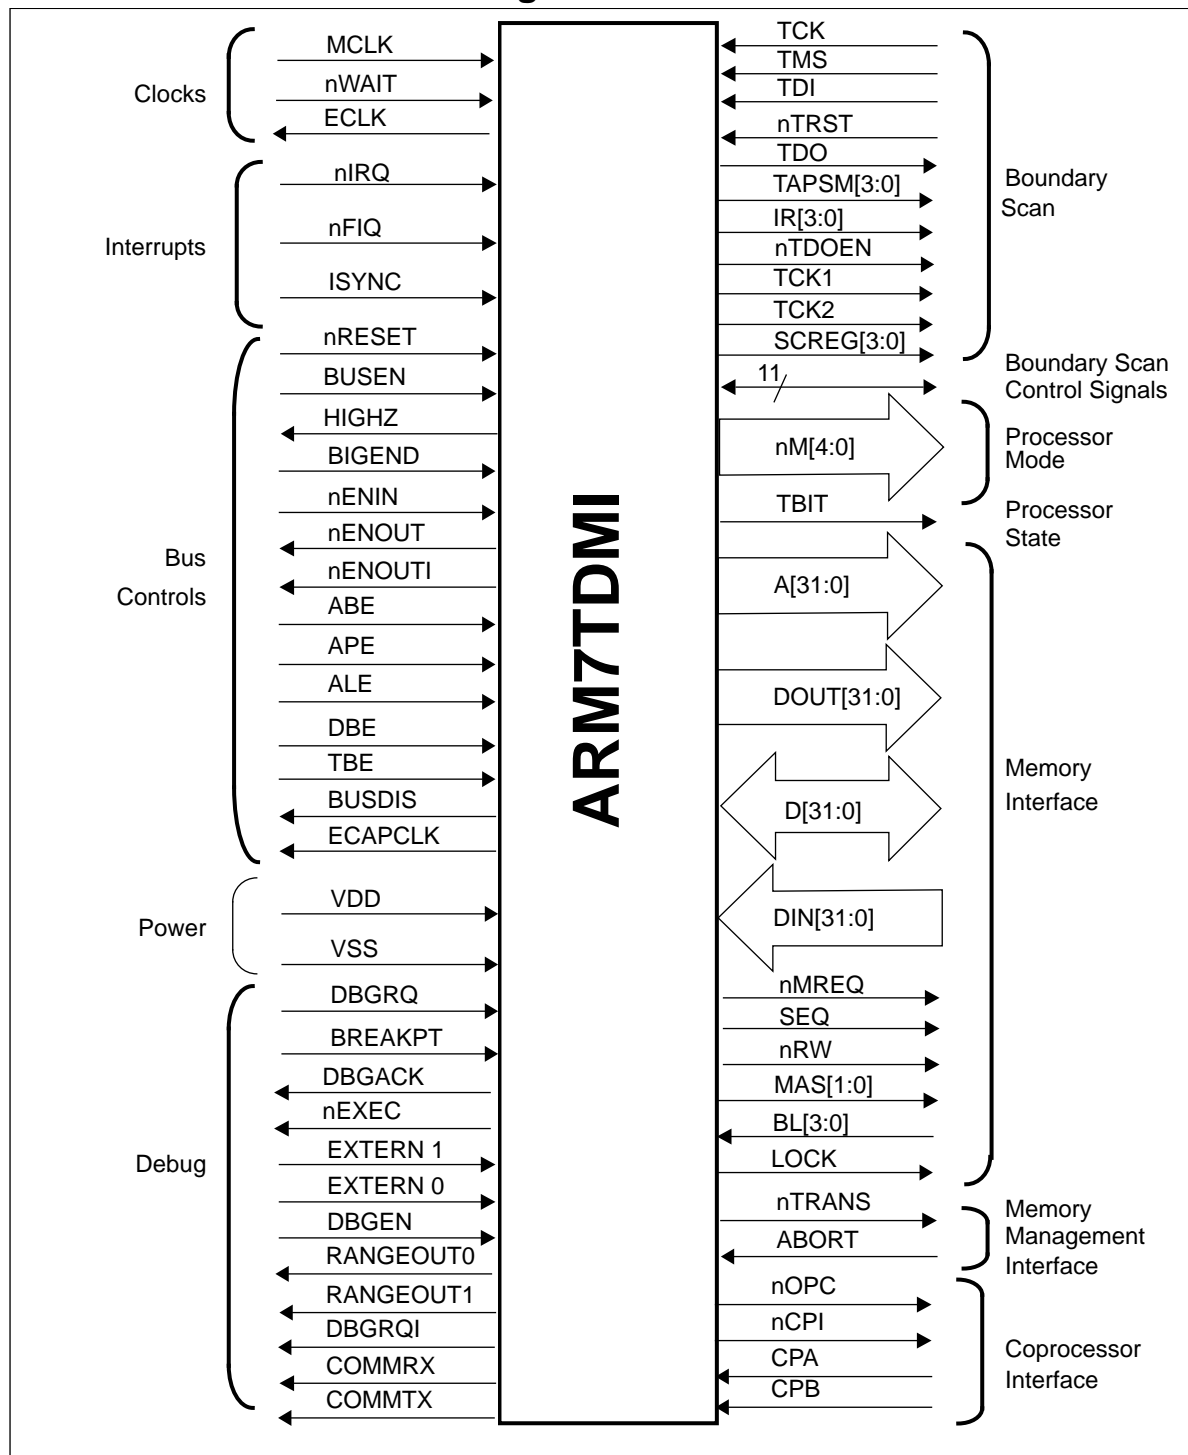 MCLK
nWAIT
Clocks
ECLK
nIRQ
nFIQ
Interrupts
ISYNC
nRESET
BUSEN
HIGHZ
BIGEND
nENIN
nENOUT
Bus
Controls
nENOUTI
ABE
APE
ALE
DBE
TBE
BUSDIS
ECAPCLK
VDD
Power
VSS
DBGRQ
BREAKPT
DBGACK
nEXEC
EXTERN 1
Debug
EXTERN 0
DBGEN
RANGEOUT0
RANGEOUT1
DBGRQI
COMMRX
COMMTX
ARM7TDMI
TCK
TMS
TDI
nTRST
TDO
TAPSM[3:0]
Boundary
Scan
IR[3:0]
nTDOEN
TCK1
TCK2
SCREG[3:0]
11
Boundary Scan
Control Signals
nM[4:0]
Processor
Mode
TBIT
Processor
State
A[31:0]
DOUT[31:0]
Memory
Interface
D[31:0]
DIN[31:0]
nMREQ
SEQ
nRW
MAS[1:0]
BL[3:0]
LOCK
nTRANS
ABORT
Memory
Management
Interface
nOPC
nCPI
CPA
CPB
Coprocessor
Interface